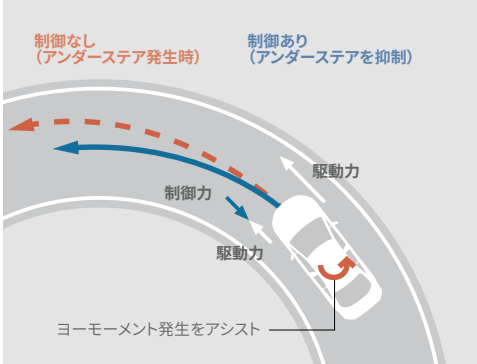 制御なし
（アンダーステア発生時）
制御あり
（アンダーステアを抑制）
駆動力
制御力
駆動力
ヨーモーメント発生をアシスト